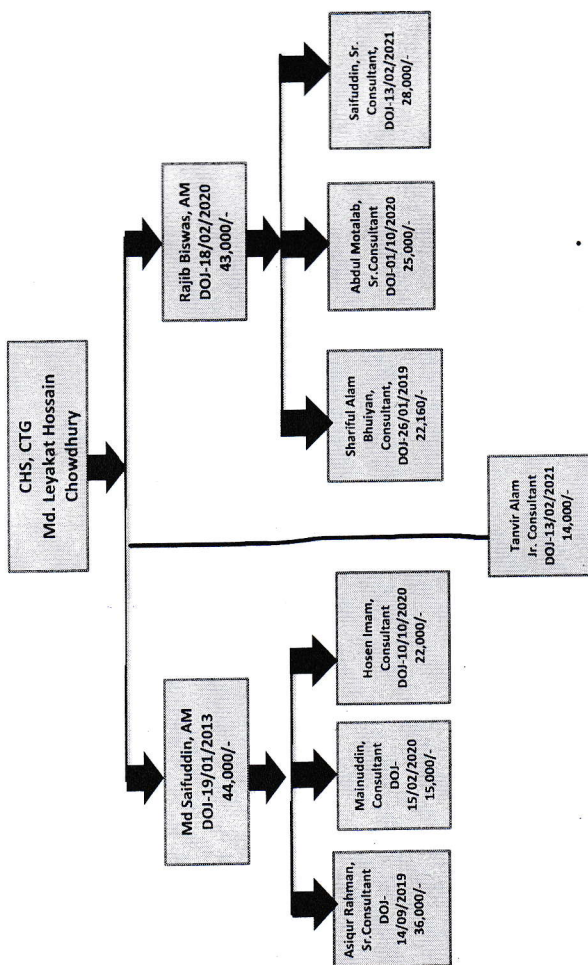 CHS, CTG
Md. Leyakat Hossain
Chowdhury
Md Saifuddin, AM
DOJ-19/01/2013
44,000/-
Rajib Biswas, AM
DOJ-18/02/2020
43,000/-
Asiqur Rahman,
Sr.Consultant
DOJ-
14/09/2019
36,000/-
Mainuddin,
Consultant
DOJ-
15/02/2020
15,000/-
Hosen Imam,
Consultant
DOJ-10/10/2020
22,000/-
Shariful Alam
Bhuiyan,
Consultant,
DOJ-26/01/2019
22,160/-
Abdul Motalab,
Sr.Consultant
DOJ-01/10/2020
25,000/-
Saifuddin, Sr.
Consultant,
DOJ-13/02/2021
28,000/-
Tanvir Alam
Jr. Consultant
DOJ-13/02/2021
14,000/-